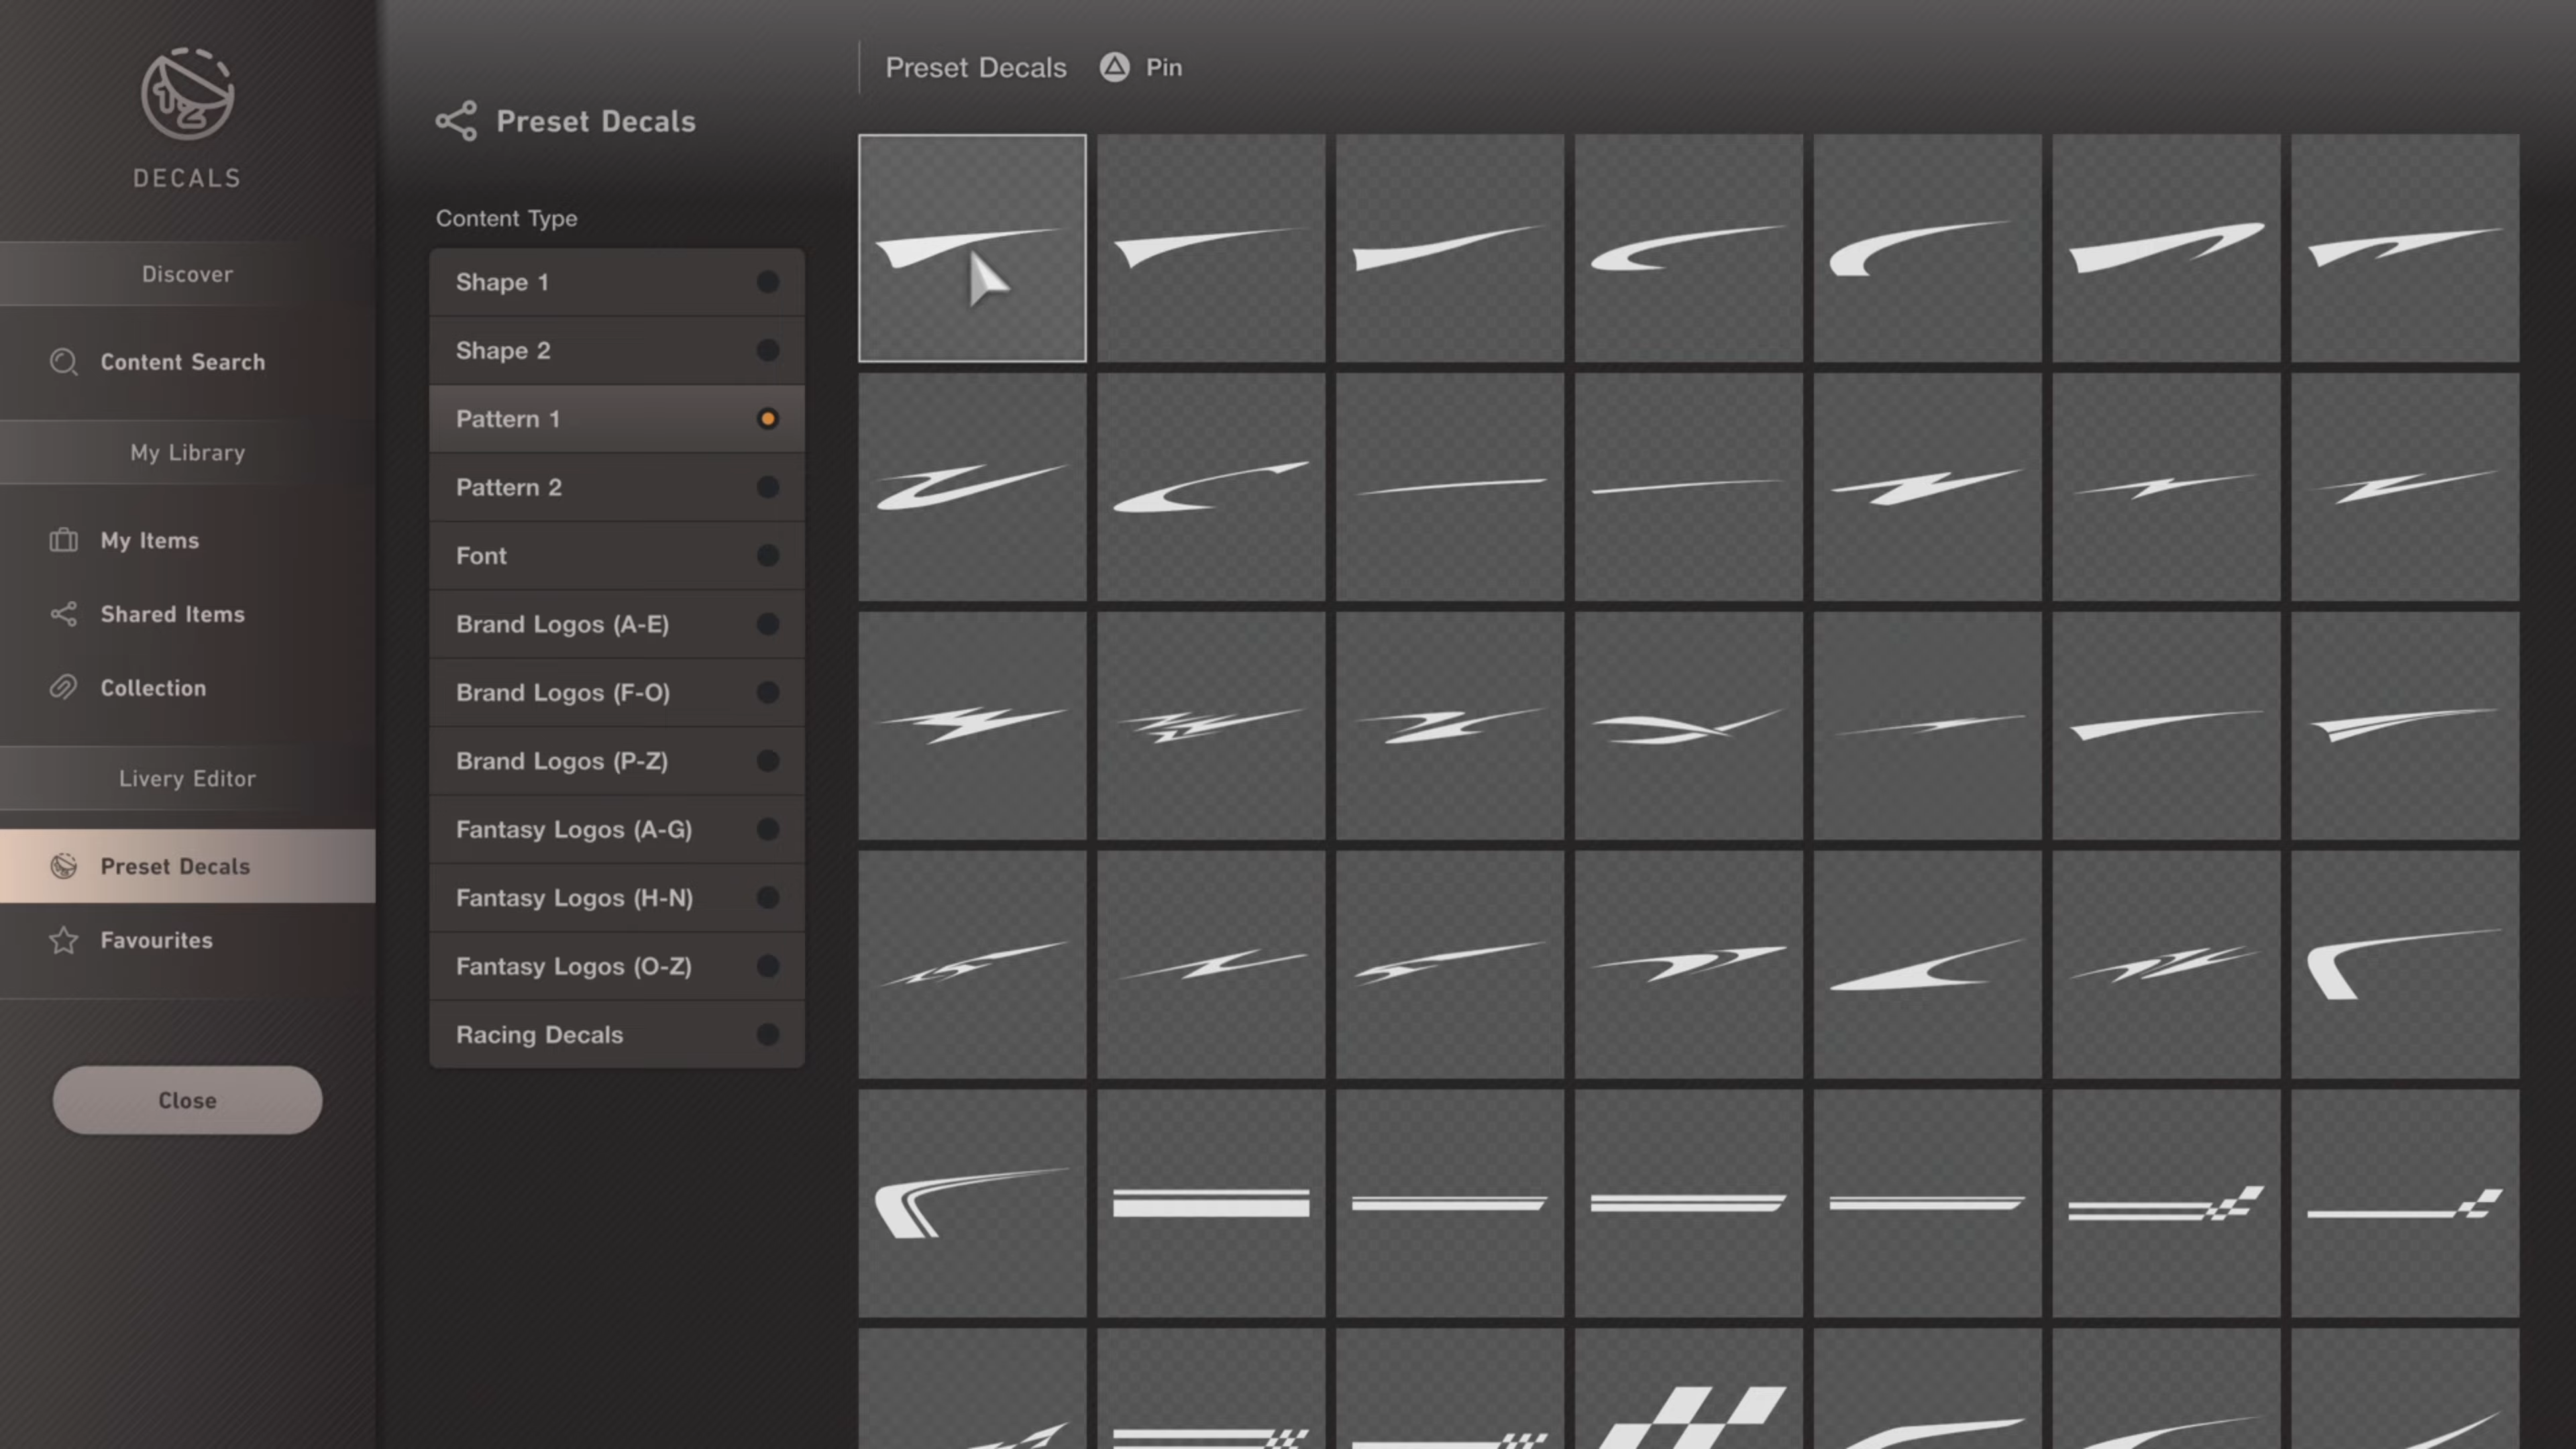 DECALS
Discover
Content Search
My Library
My Items
Shared Items
Collection
Livery Editor
Preset Decals
Favourites
Close
Preset Decals
Content Type
Shape 1
Shape 2
Pattern 1
Pattern 2
Font
Brand Logos (A-E)
Brand Logos (F-O)
Brand Logos (P-Z)
Fantasy Logos (A-G)
Fantasy Logos (H-N)
Fantasy Logos (O-Z)
Racing Decals
Preset Decals Pin